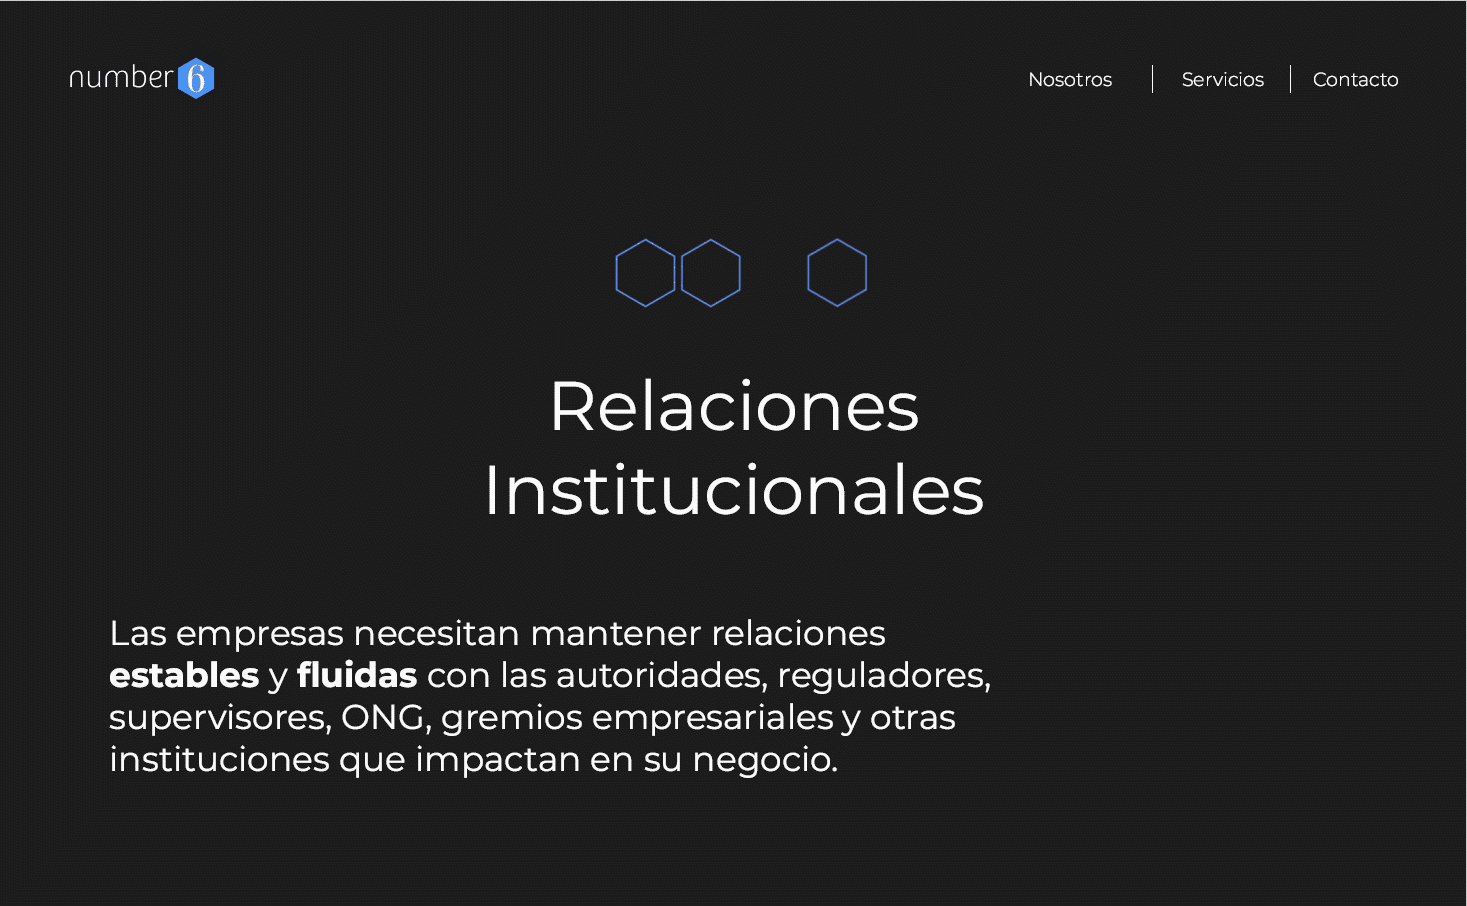 number 6
Nosotros
Servicios
Contacto
Relaciones
Institucionales
Las empresas necesitan mantener relaciones
estables y fluidas con las autoridades, reguladores,
supervisores, ONG, gremios empresariales y otras
instituciones que impactan en su negocio.